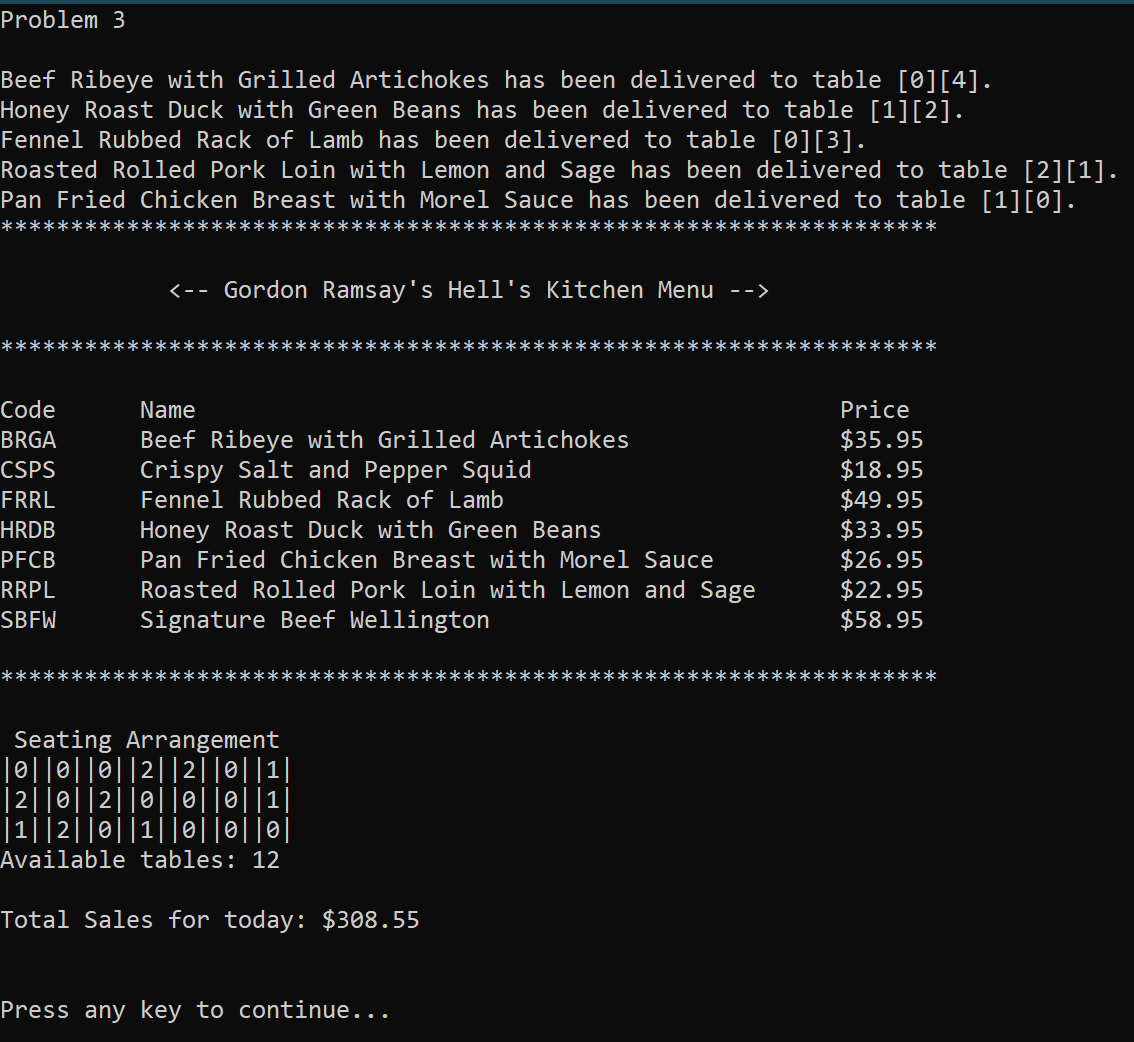 Problem 3
Beef Ribeye with Grilled Artichokes has been delivered to table [0][4].
Honey Roast Duck with Green Beans has been delivered to table [1][2].
Fennel Rubbed Rack of Lamb has been delivered to table [0][3].
Roasted Rolled Pork Loin with Lemon and Sage has been delivered to table [2][1].
Pan Fried Chicken Breast with Morel Sauce has been delivered to table [1][0].
*******************************************************************
<-- Gordon Ramsay's Hell's Kitchen Menu -->
*******************************************************************
Code      Name                                              Price
BRGA      Beef Ribeye with Grilled Artichokes               $35.95
CSPS      Crispy Salt and Pepper Squid                      $18.95
FRRL      Fennel Rubbed Rack of Lamb                        $49.95
HRDB      Honey Roast Duck with Green Beans                 $33.95
PFCB      Pan Fried Chicken Breast with Morel Sauce         $26.95
RRPL      Roasted Rolled Pork Loin with Lemon and Sage      $22.95
SBFW      Signature Beef Wellington                         $58.95
*******************************************************************
Seating Arrangement
|0||0||0||2||2||0||1|
|2||0||2||0||0||0||1|
|1||2||0||1||0||0||0|
Available tables: 12
Total Sales for today: $308.55
Press any key to continue...